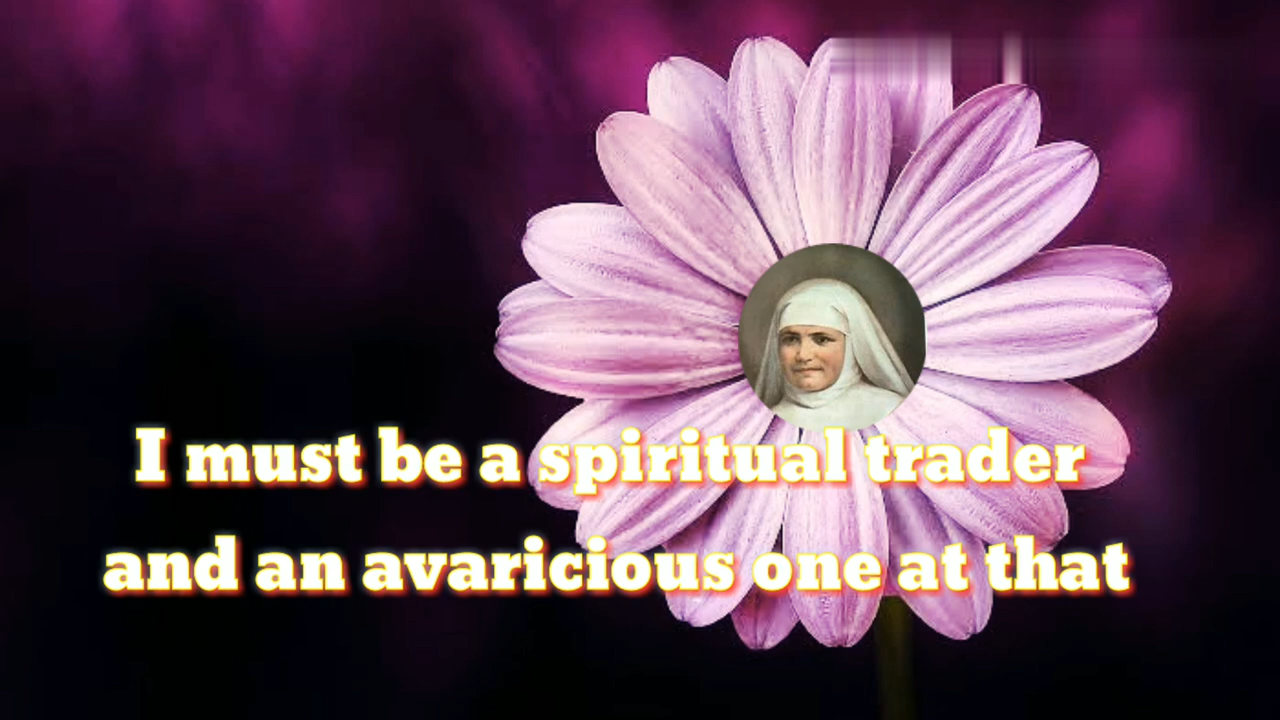 I must be a spiritual trader
and an avaricious one at that